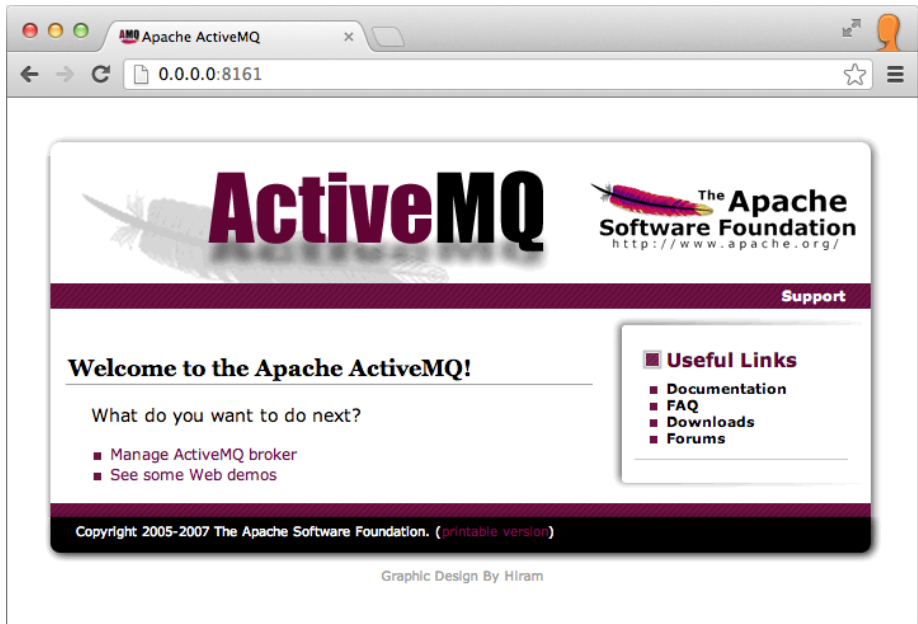 AMQ Apache ActiveMQ
0.0.0.0:8161
ActiveMQ
The Apache
Software Foundation
http://www.apache.org/
Support
Welcome to the Apache ActiveMQ!
What do you want to do next?
Manage ActiveMQ broker
See some Web demos
Useful Links
Documentation
FAQ
Downloads
Forums
Copyright 2005-2007 The Apache Software Foundation. (printable version)
Graphic Design By Hiram